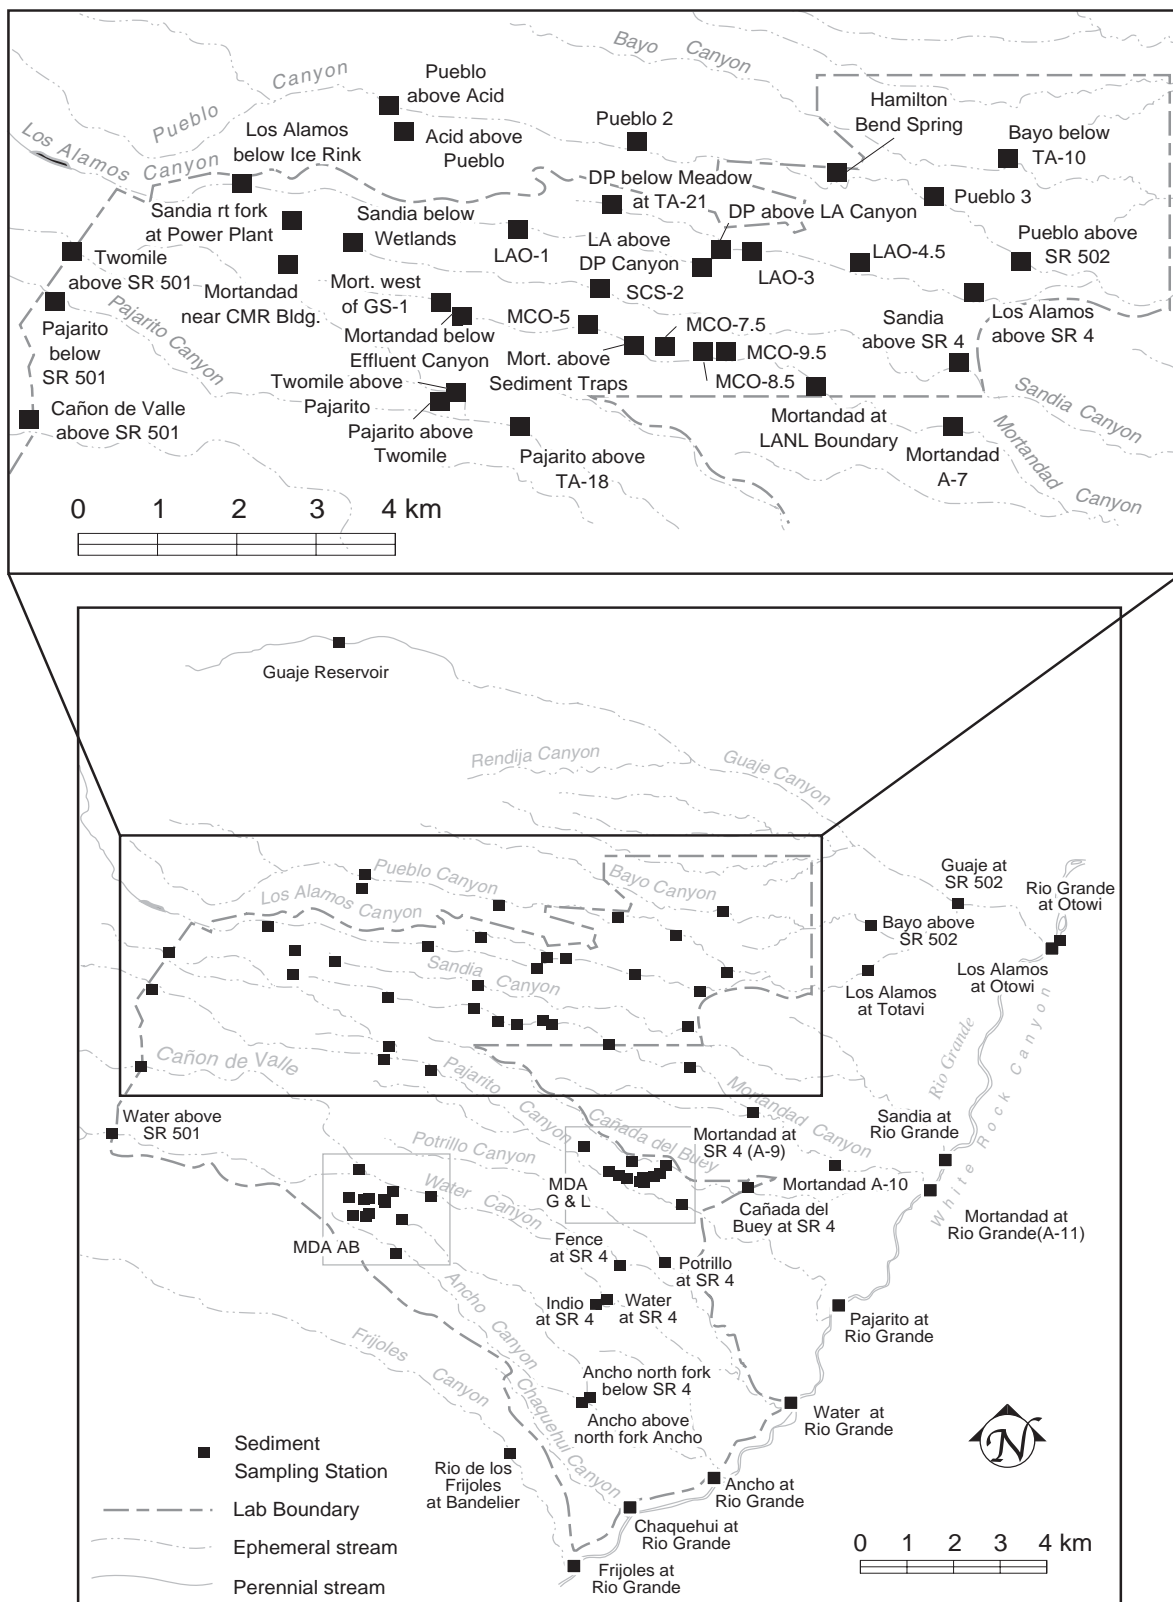 Bayo Canyon
Pueblo Canyon
Los Alamos Canyon
Pueblo
above Acid
Acid above
Pueblo
Los Alamos
below Ice Rink
Pueblo 2
Hamilton
Bend Spring
Bayo below
TA-10
DP below Meadow
at TA-21
Pueblo 3
DP above LA Canyon
Sandia rt fork
at Power Plant
Sandia below
Wetlands
LAO-1
LA above
DP Canyon
LAO-3
LAO-4.5
Pueblo above
SR 502
Twomile
above SR 501
Mortandad
near CMR Bldg.
Mort. west
of GS-1
SCS-2
MCO-5
MCO-7.5
Los Alamos
above SR 4
Sandia
above SR 4
Pajarito
below
SR 501
Pajarito Canyon
Mortandad below
Effluent Canyon
Mort. above
Sediment Traps
MCO-9.5
MCO-8.5
Twomile above
Pajarito
Cañon de Valle
above SR 501
Pajarito above
Twomile
Pajarito above
TA-18
Mortandad at
LANL Boundary
Mortandad
A-7
Sandia Canyon
Mortandad Canyon
0 1 2 3 4 km
Guaje Reservoir
Rendija Canyon
Guaje Canyon
Pueblo Canyon
Los Alamos Canyon
Bayo Canyon
Guaje at
SR 502
Rio Grande
at Otowi
Bayo above
SR 502
Sandia Canyon
Los Alamos
at Totavi
Los Alamos
at Otowi
Cañon de Valle
Pajarito Canyon
Rio Grande
White Rock Canyon
Water above
SR 501
Cañada del Buey
Mortandad Canyon
Sandia at
Rio Grande
Potrillo Canyon
Mortandad at
SR 4 (A-9)
MDA
G & L
Mortandad A-10
Water Canyon
Cañada del
Buey at SR 4
Mortandad at
Rio Grande(A-11)
MDA AB
Fence
at SR 4
Potrillo
at SR 4
Indio
at SR 4
Water
at SR 4
Pajarito at
Rio Grande
Ancho Canyon
Frijoles Canyon
Ancho north fork
below SR 4
Ancho above
north fork Ancho
Chaquehui Canyon
Water at
Rio Grande
N
Sediment
Sampling Station
Rio de los
Frijoles
at Bandelier
Ancho at
Rio Grande
Lab Boundary
Chaquehui at
Rio Grande
Ephemeral stream
0 1 2 3 4 km
Perennial stream
Frijoles at
Rio Grande